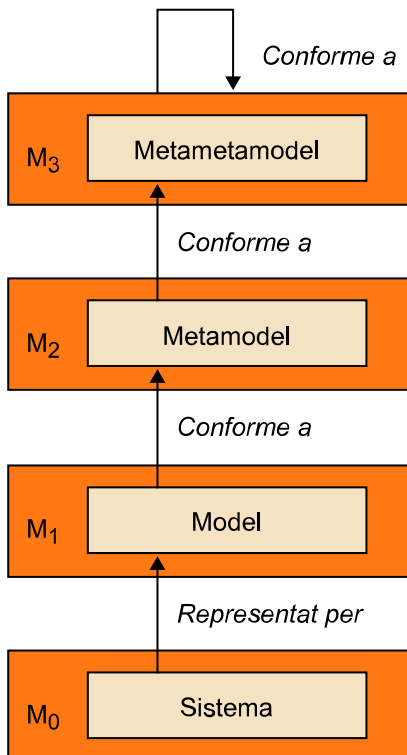 Conforme a
M3
Metametamodel
Conforme a
M2
Metamodel
Conforme a
M1
Model
Representat per
M0
Sistema